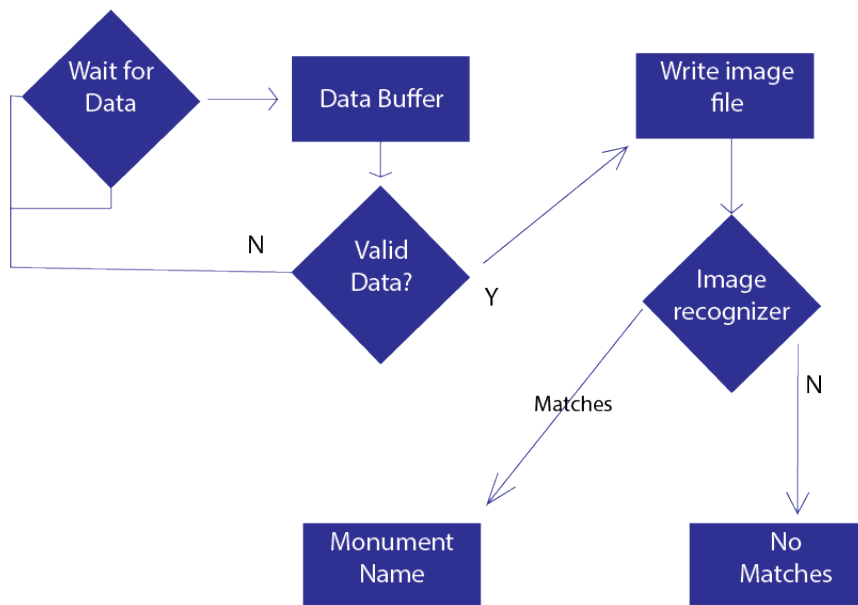 Wait for
Data
Data Buffer
Write image
file
N
Valid
Data?
Y
Image
recognizer
Matches
N
Monument
Name
No
Matches